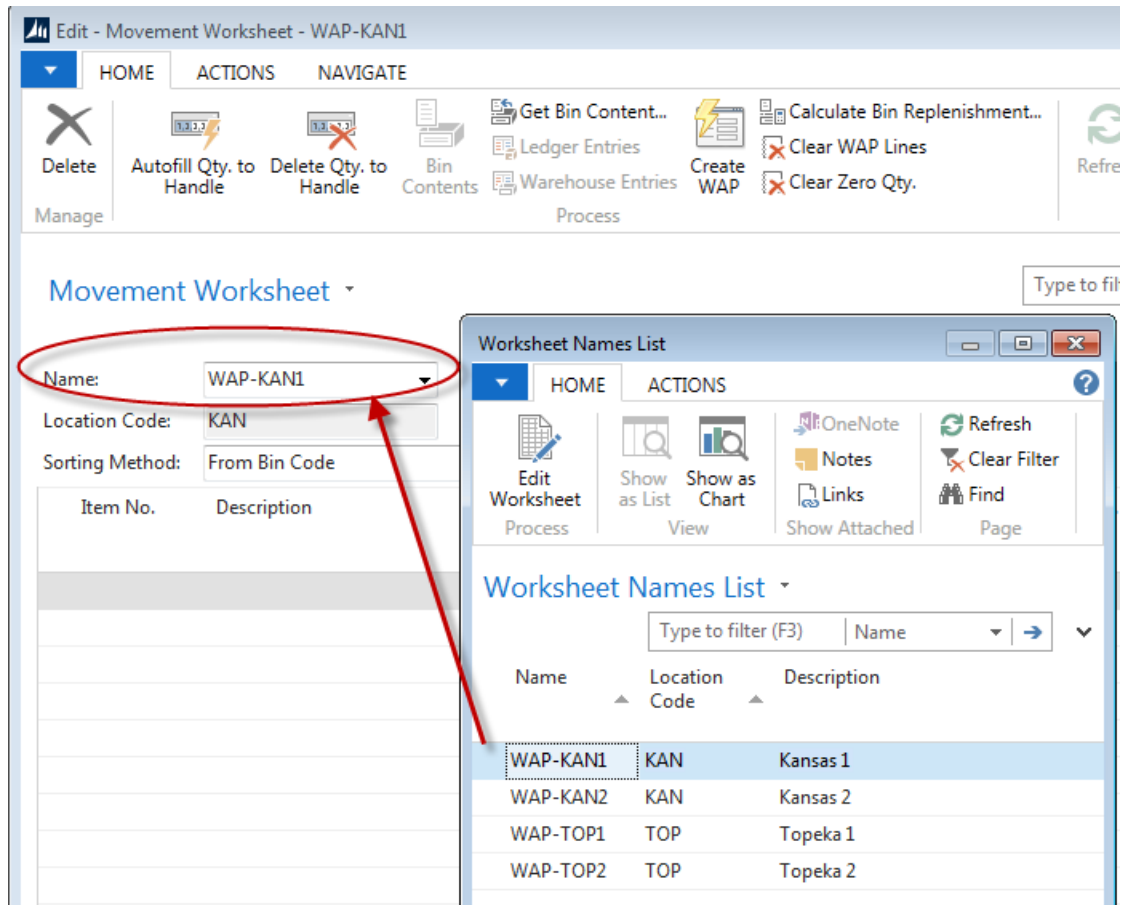 Edit - Movement Worksheet - WAP-KAN1
HOME ACTIONS NAVIGATE
Delete
Autofill Qty. to
Handle
Delete Qty. to
Handle
Bin
Contents
Get Bin Content...
Ledger Entries
Warehouse Entries
Create
WAP
Calculate Bin Replenishment...
Clear WAP Lines
Clear Zero Qty.
Refre
Manage
Process
Movement Worksheet
Type to filt
Name: WAP-KAN1
Location Code: KAN
Sorting Method: From Bin Code
Item No. Description
Worksheet Names List
HOME ACTIONS
Edit
Worksheet
Show
as List
Show as
Chart
OneNote
Notes
Links
Refresh
Clear Filter
Find
Process View Show Attached Page
Worksheet Names List
Type to filter (F3) Name
Name Location Description
Code
WAP-KAN1 KAN Kansas 1
WAP-KAN2 KAN Kansas 2
WAP-TOP1 TOP Topeka 1
WAP-TOP2 TOP Topeka 2